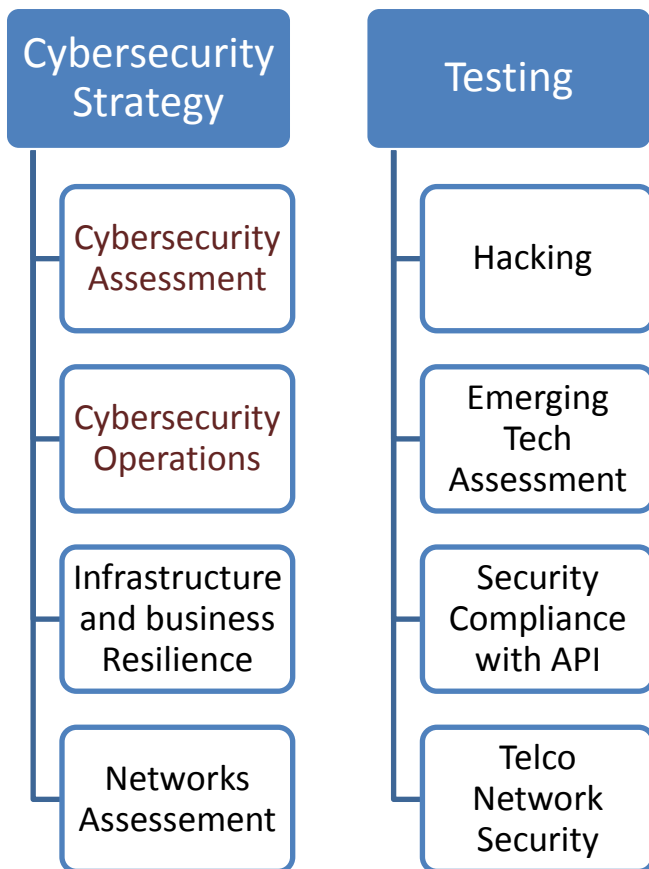 Cybersecurity
Strategy
Cybersecurity
Assessment
Cybersecurity
Operations
Infrastructure
and business
Resilience
Networks
Assessement
Testing
Hacking
Emerging
Tech
Assessment
Security
Compliance
with API
Telco
Network
Security